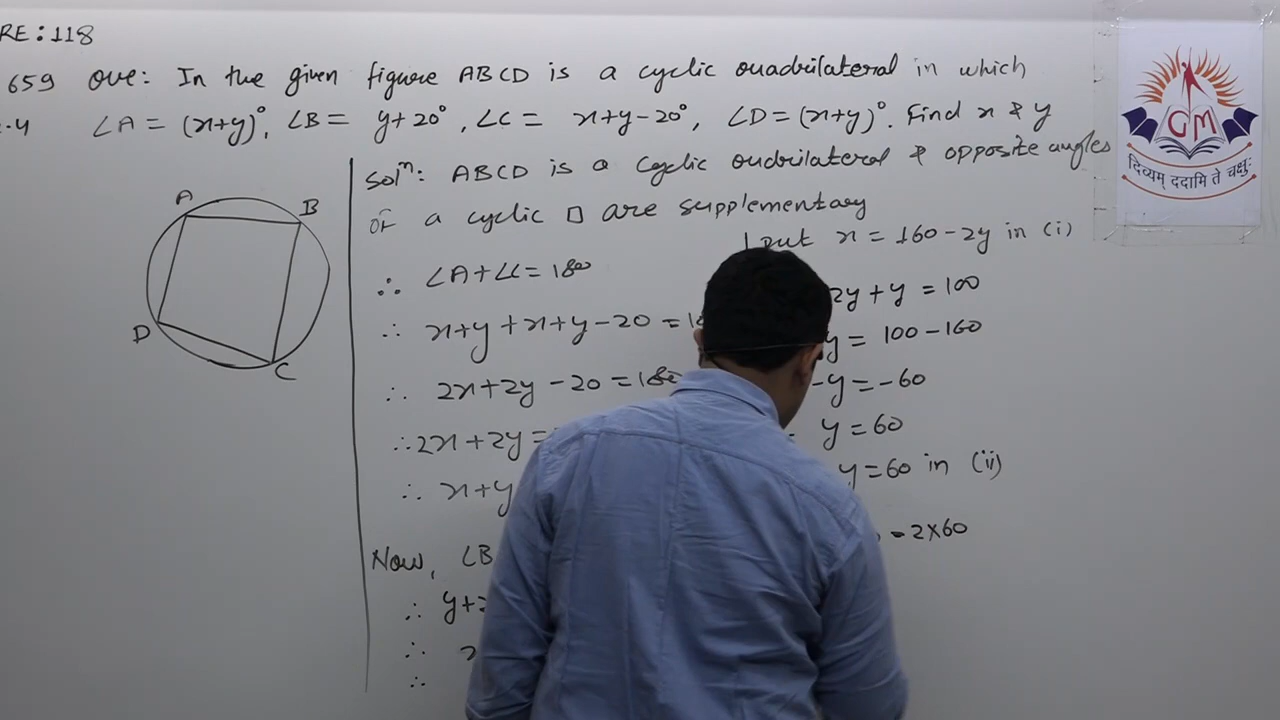 RE: 118
659 Que: In the given figure ABCD is a cyclic quadrilateral in which
∠A = (x+y)°, ∠B = y+20°, ∠C = x+y-20°, ∠D = (x+y)°. Find x & y
A
B
D
C
Solⁿ: ABCD is a cyclic quadrilateral & opposite angles
of a cyclic □ are supplementary
∴ ∠A+∠C = 180
∴ x+y+x+y-20 =
∴ 2x+2y-20 = 180
∴ 2x+2y =
∴ x+y
Now, ∠B
∴ y+
∴
∴
put x = 160-2y in (i)
2y+y = 100
y = 100-160
-y = -60
y = 60
y = 60 in (ii)
-2×60
GM
दिव्यम् ददामि ते चक्षुः